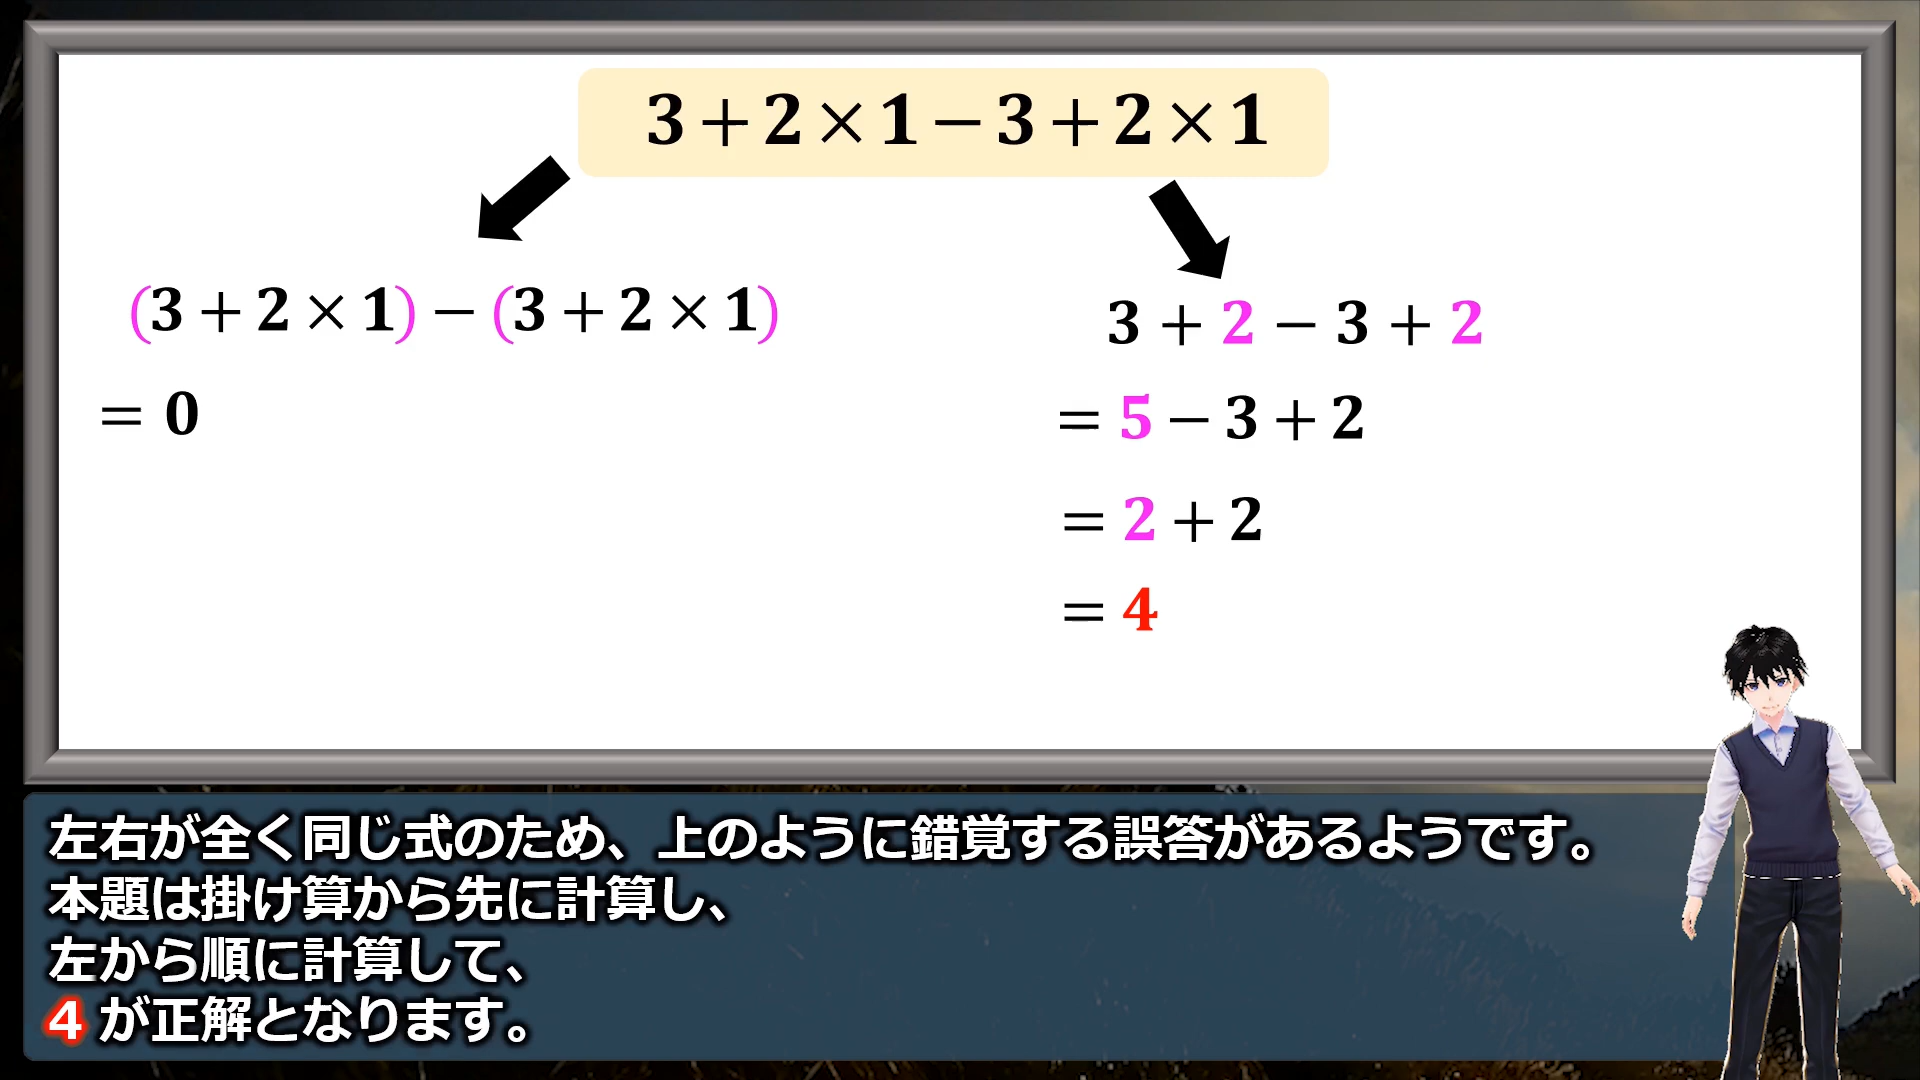 3+2×1−3+2×1
(3+2×1)−(3+2×1)
= 0
3+2−3+2
= 5−3+2
= 2+2
= 4
左右が全く同じ式のため、上のように錯覚する誤答があるようです。
本題は掛け算から先に計算し、
左から順に計算して、
4 が正解となります。